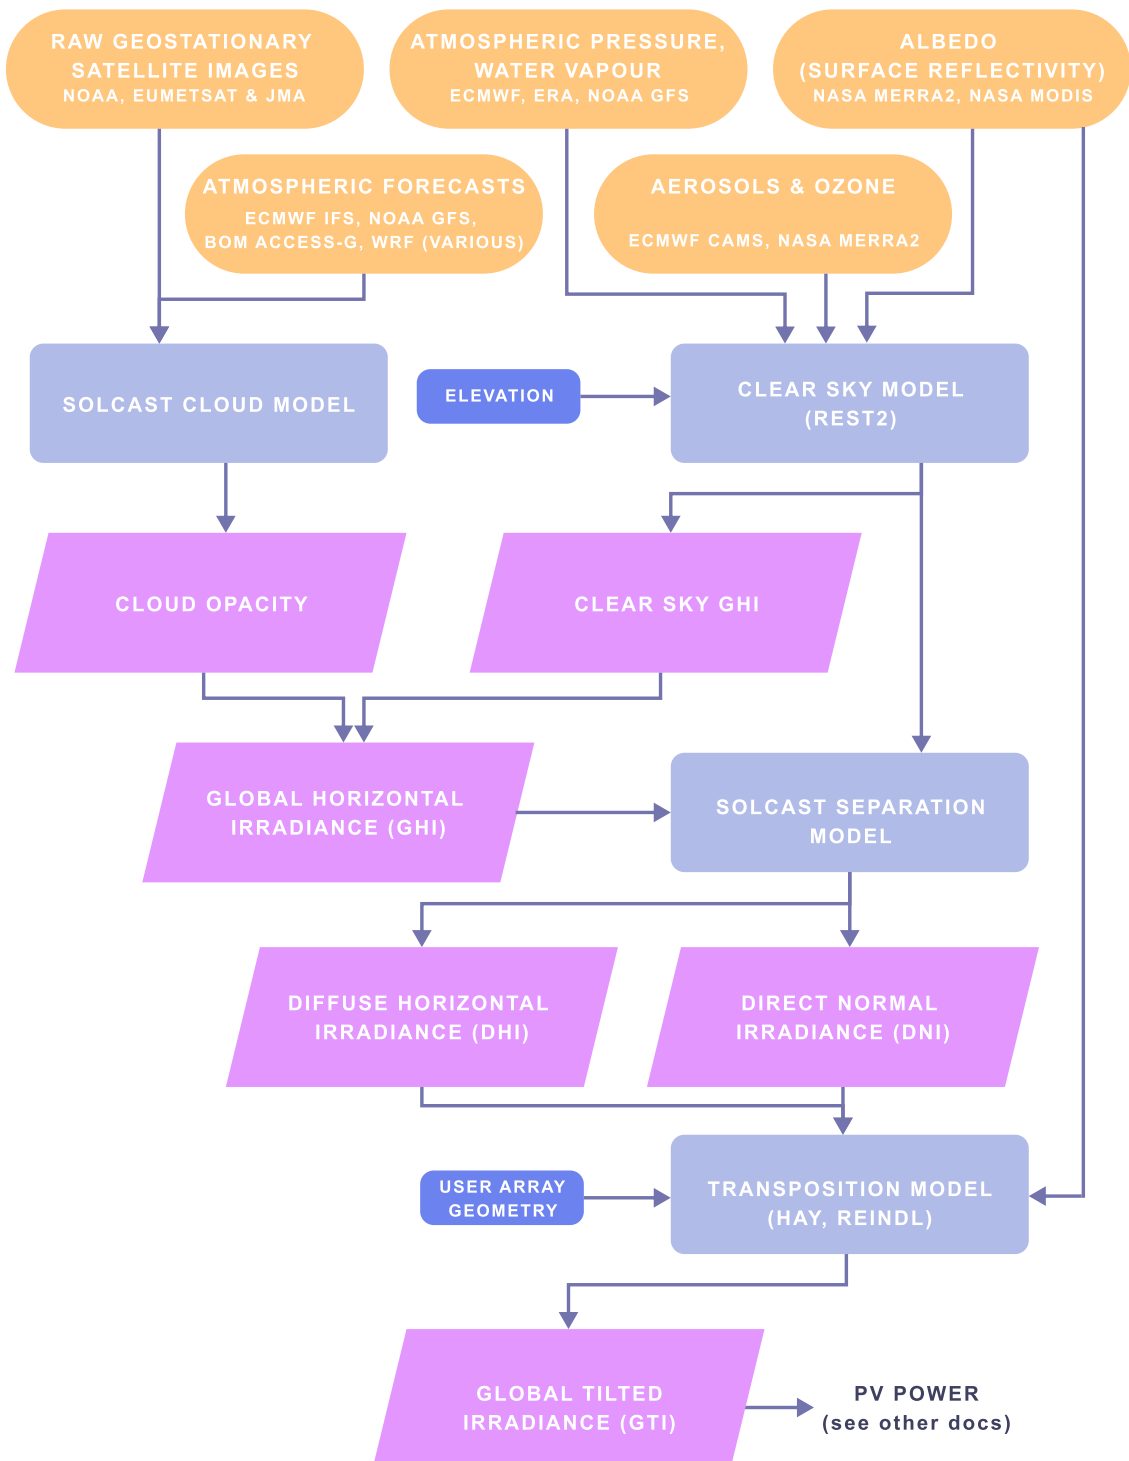 RAW GEOSTATIONARY
SATELLITE IMAGES
NOAA, EUMETSAT & JMA
ATMOSPHERIC PRESSURE,
WATER VAPOUR
ECMWF, ERA, NOAA GFS
ALBEDO
(SURFACE REFLECTIVITY)
NASA MERRA2, NASA MODIS
ATMOSPHERIC FORECASTS
ECMWF IFS, NOAA GFS,
BOM ACCESS-G, WRF (VARIOUS)
AEROSOLS & OZONE
ECMWF CAMS, NASA MERRA2
SOLCAST CLOUD MODEL
ELEVATION
CLEAR SKY MODEL
(REST2)
CLOUD OPACITY
CLEAR SKY GHI
GLOBAL HORIZONTAL
IRRADIANCE (GHI)
SOLCAST SEPARATION
MODEL
DIFFUSE HORIZONTAL
IRRADIANCE (DHI)
DIRECT NORMAL
IRRADIANCE (DNI)
USER ARRAY
GEOMETRY
TRANSPOSITION MODEL
(HAY, REINDL)
GLOBAL TILTED
IRRADIANCE (GTI)
PV POWER
(see other docs)